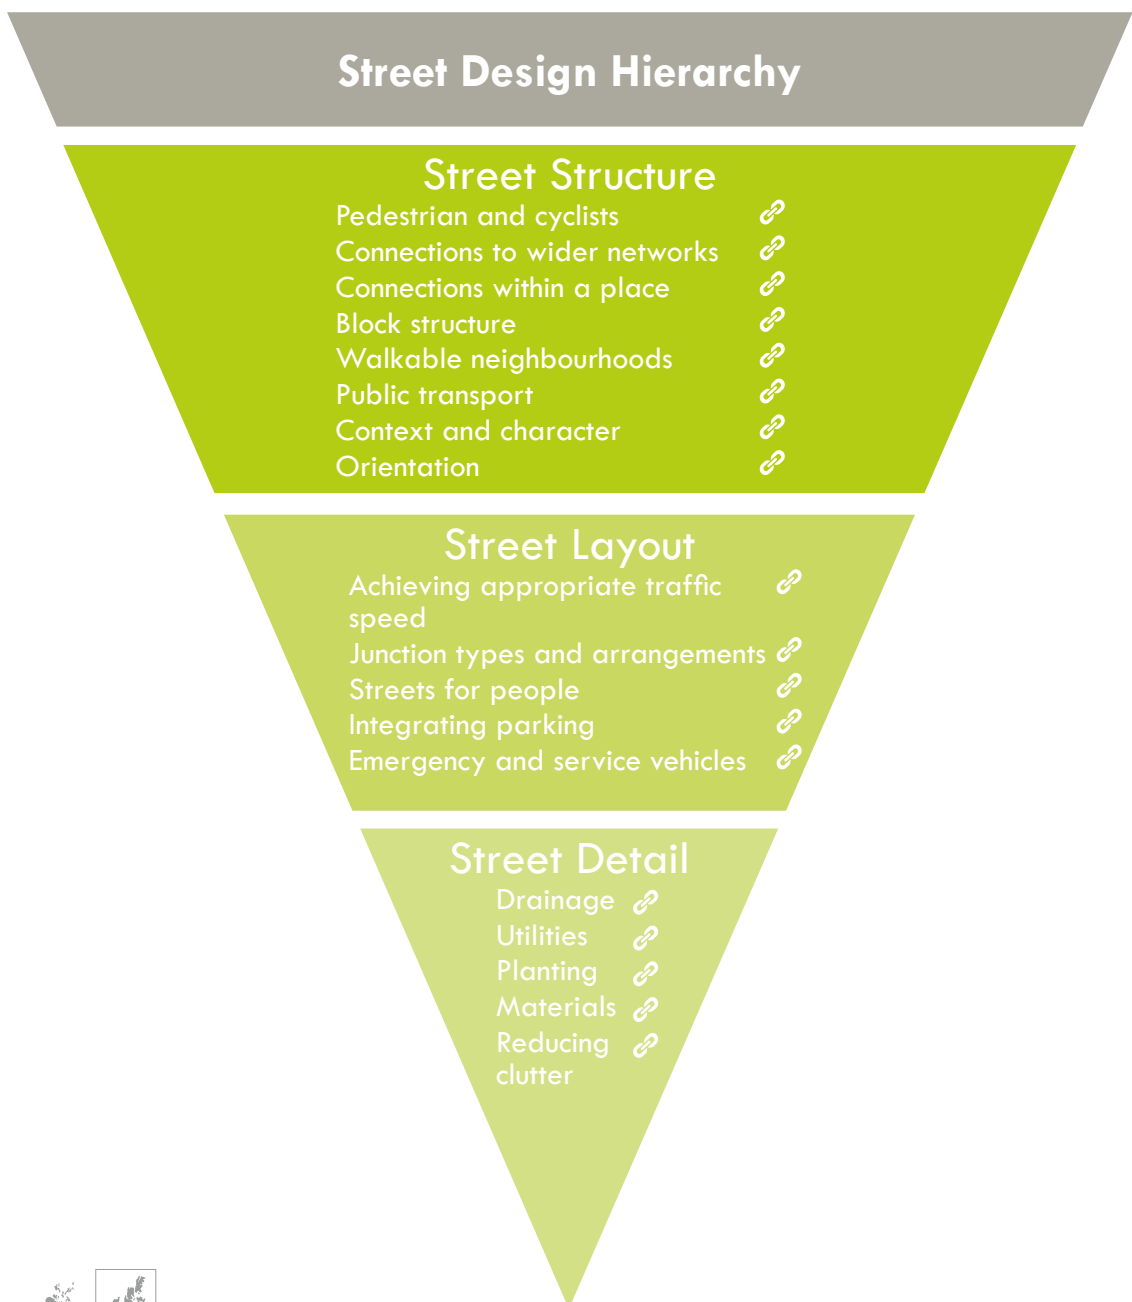 Street Design Hierarchy
Street Structure
Pedestrian and cyclists
Connections to wider networks
Connections within a place
Block structure
Walkable neighbourhoods
Public transport
Context and character
Orientation
Street Layout
Achieving appropriate traffic
speed
Junction types and arrangements
Streets for people
Integrating parking
Emergency and service vehicles
Street Detail
Drainage
Utilities
Planting
Materials
Reducing
clutter